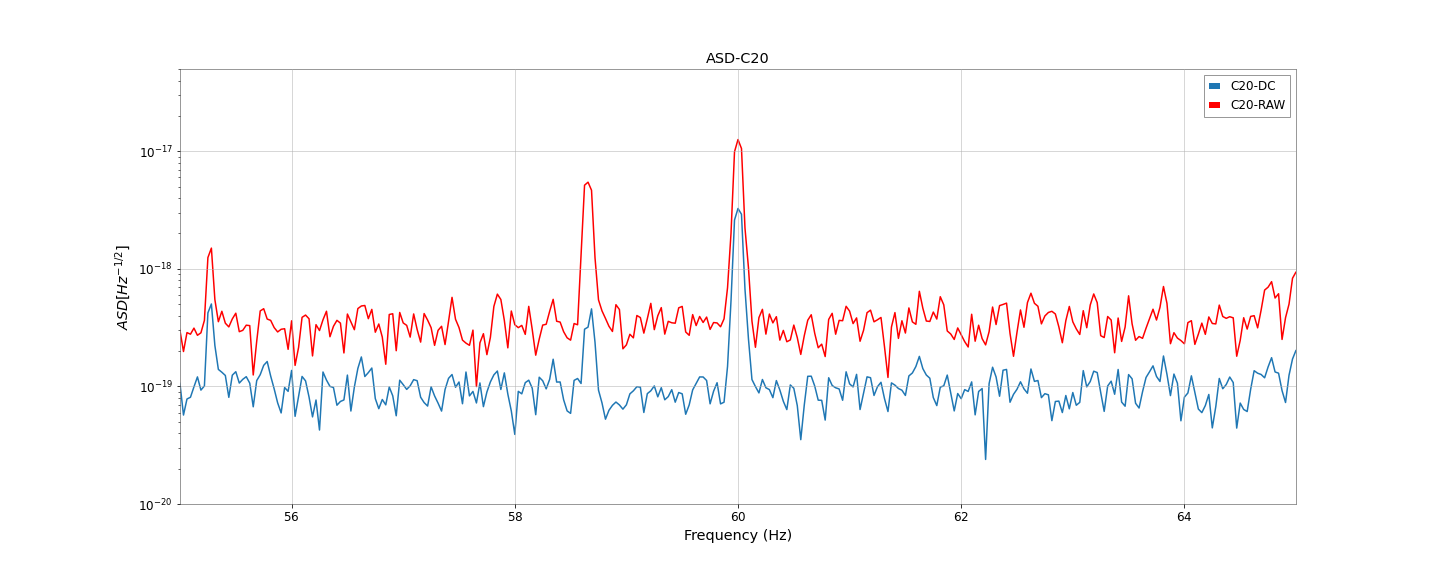 ASD-C20
C20-DC
C20-RAW
10⁻¹⁷
10⁻¹⁸
10⁻¹⁹
10⁻²⁰
ASD[Hz⁻¹/²]
56 58 60 62 64
Frequency (Hz)